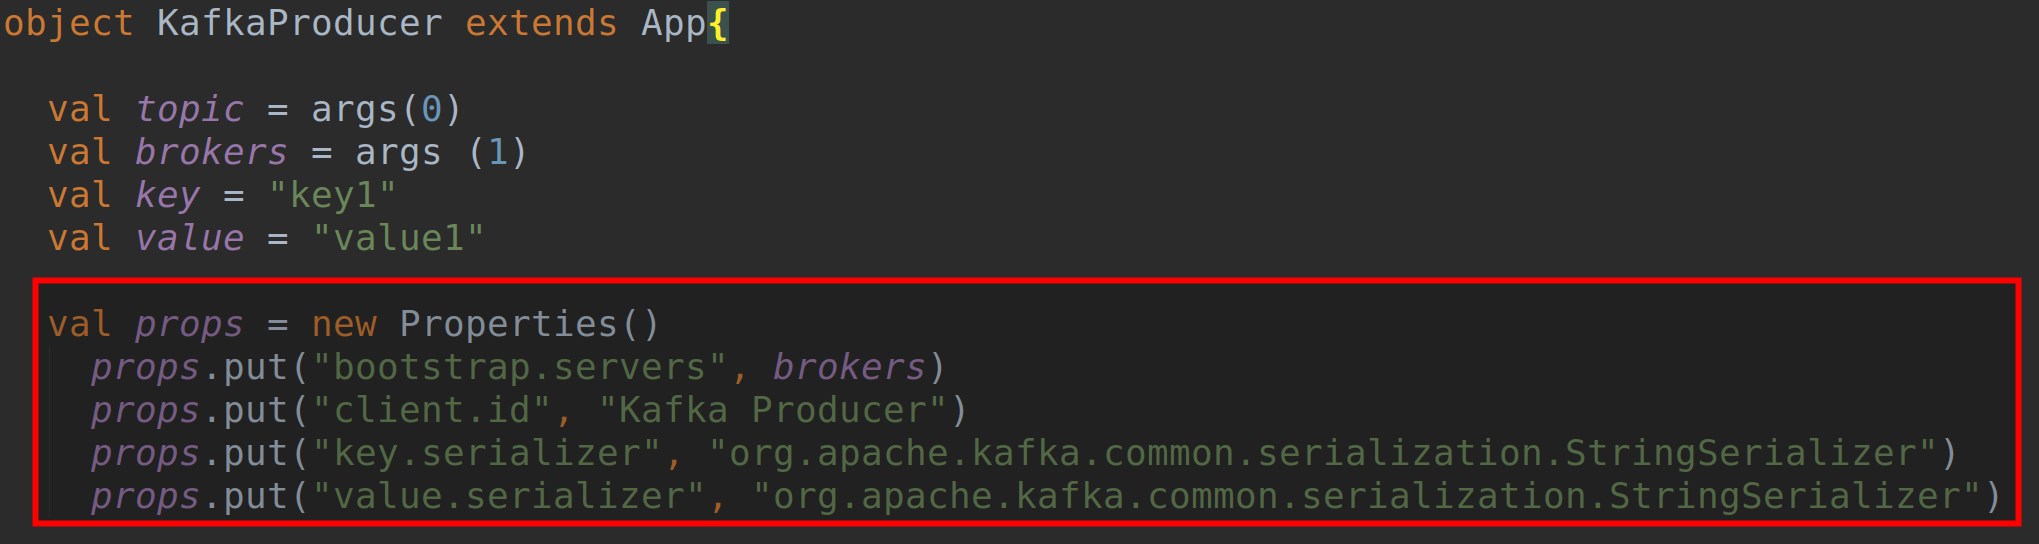 object KafkaProducer extends App{
val topic = args(0)
val brokers = args (1)
val key = "key1"
val value = "value1"
val props = new Properties()
props.put("bootstrap.servers", brokers)
props.put("client.id", "Kafka Producer")
props.put("key.serializer", "org.apache.kafka.common.serialization.StringSerializer")
props.put("value.serializer", "org.apache.kafka.common.serialization.StringSerializer")